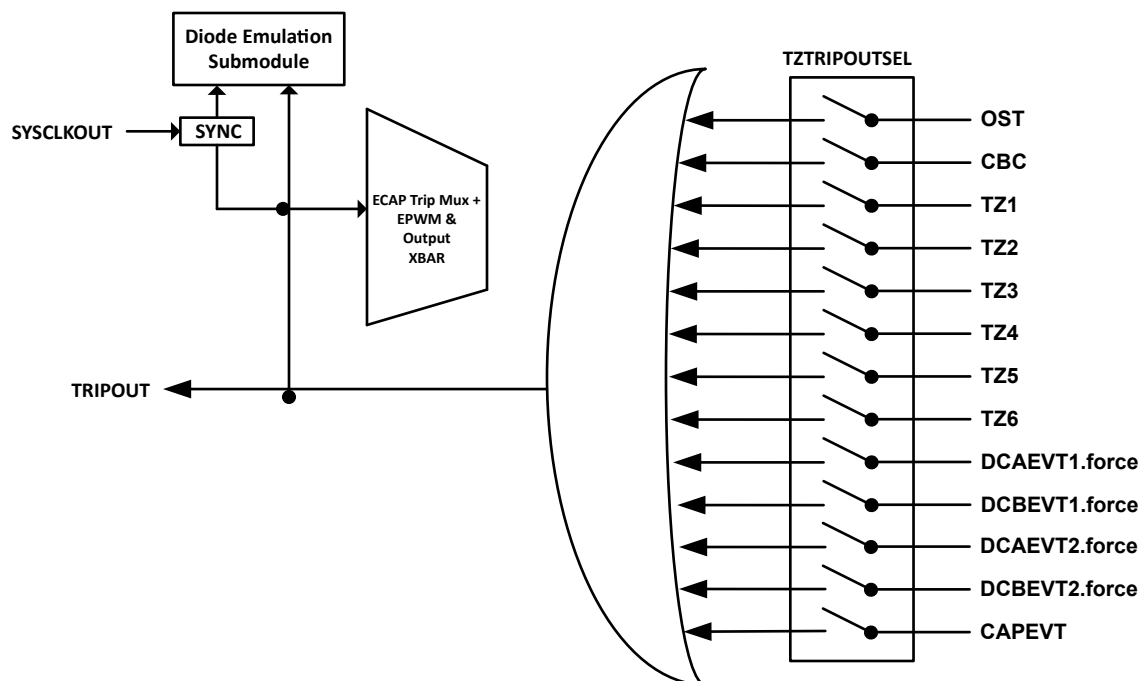 Diode Emulation
Submodule
SYSCLKOUT
SYNC
ECAP Trip Mux +
EPWM &
Output
XBAR
TRIPOUT
TZTRIPOUTSEL
OST
CBC
TZ1
TZ2
TZ3
TZ4
TZ5
TZ6
DCAEVT1.force
DCBEVT1.force
DCAEVT2.force
DCBEVT2.force
CAPEVT